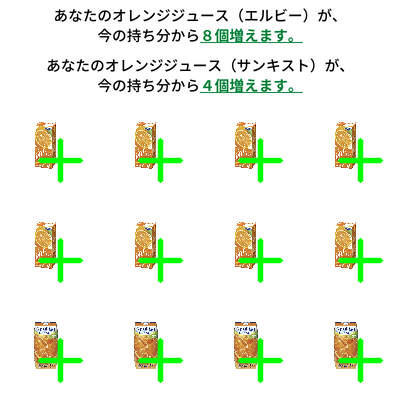 あなたのオレンジジュース（エルビー）が、
今の持ち分から８個増えます。
あなたのオレンジジュース（サンキスト）が、
今の持ち分から４個増えます。